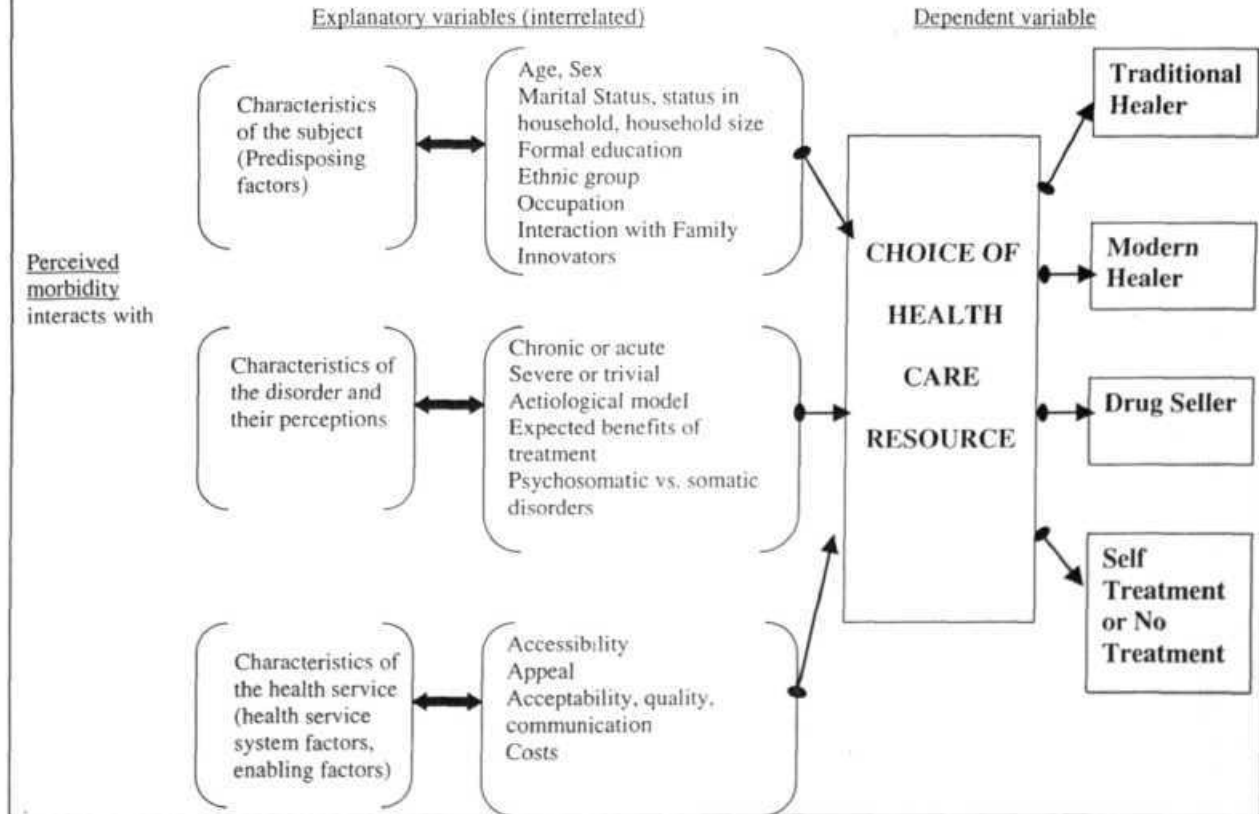 Explanatory variables (interrelated)
Dependent variable
Perceived
morbidity
interacts with
Characteristics
of the subject
(Predisposing
factors)
Age, Sex
Marital Status, status in
household, household size
Formal education
Ethnic group
Occupation
Interaction with Family
Innovators
Characteristics of
the disorder and
their perceptions
Chronic or acute
Severe or trivial
Aetiological model
Expected benefits of
treatment
Psychosomatic vs. somatic
disorders
Characteristics of
the health service
(health service
system factors,
enabling factors)
Accessibility
Appeal
Acceptability, quality,
communication
Costs
CHOICE OF
HEALTH
CARE
RESOURCE
Traditional
Healer
Modern
Healer
Drug Seller
Self
Treatment
or No
Treatment